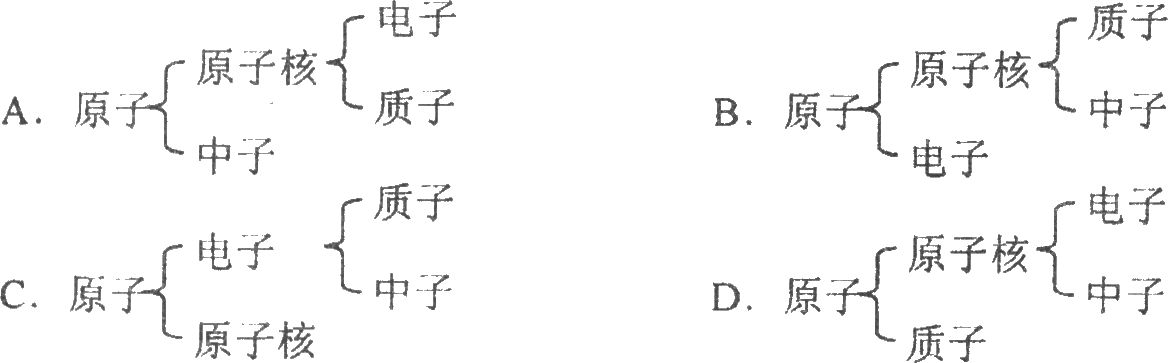 A. 原子 原子核 电子 质子 中子
B. 原子 原子核 质子 中子 电子
C. 原子 电子 质子 中子 原子核
D. 原子 原子核 电子 中子 质子